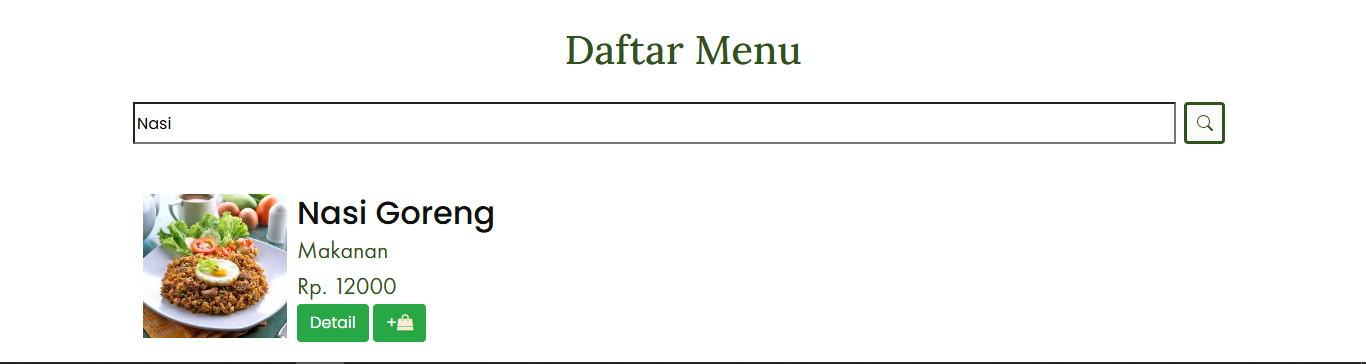 Daftar Menu
Nasi
Nasi Goreng
Makanan
Rp. 12000
Detail +